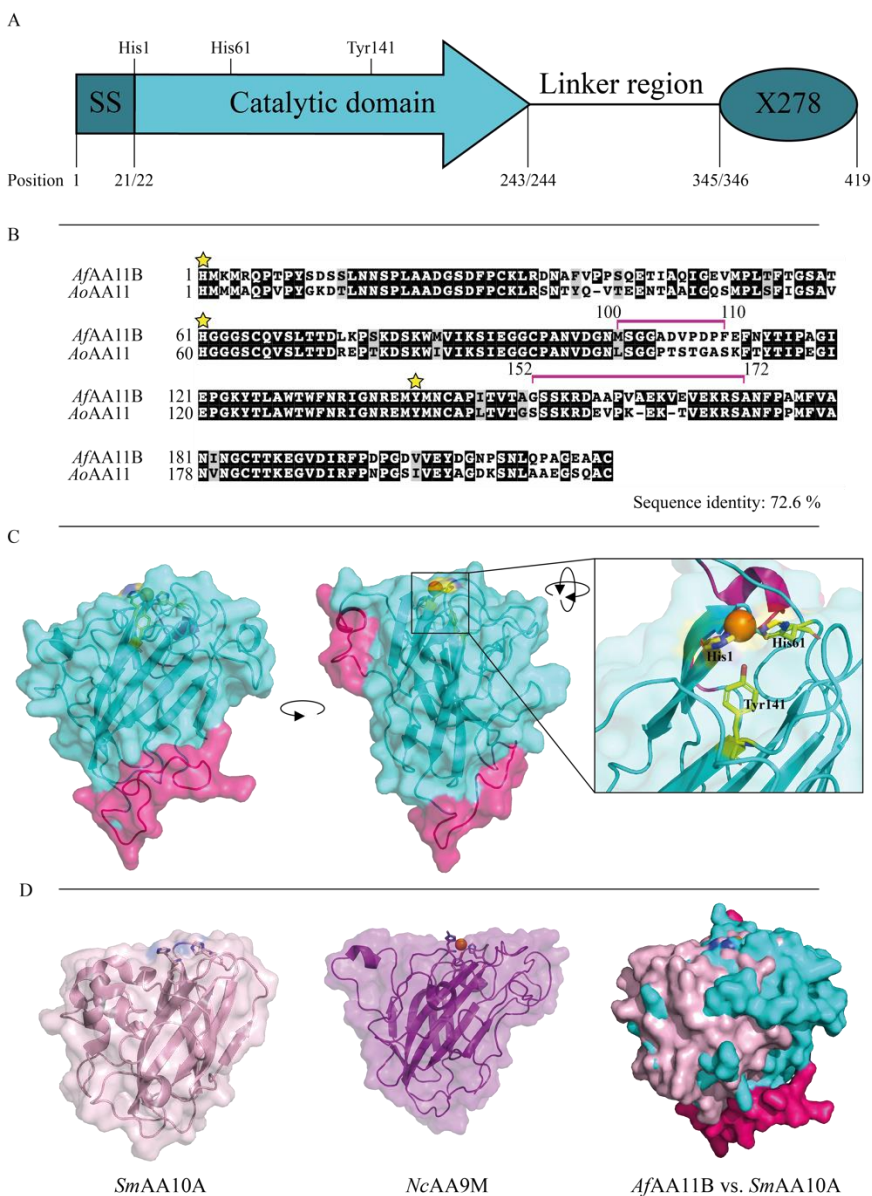 A
His1 His61 Tyr141
SS Catalytic domain Linker region X278
Position 1 21/22 243/244 345/346 419
B
AfAA11B 1 HMKMRQPTPYSDSSLNNSPLAADGSDFPCKLRDNAFVPPSQETIAQIGEVMPLTFTGSAT
AoAA11 1 HMMMAQPVPYGKDTLNNSPLAADGSDFPCKLRSNTYQ-VTEENTAAIGQSMPLSFIGSAV
100 110
AfAA11B 61 HGGGSCQVSLTTDLKPSKDSKWMVIKSIEGGCPANVDGNMSGGADVPDPFEFNYTIPAGI
AoAA11 60 HGGGSCQVSLTTDREPTKDSKWIVIKSIEGGCPANVDGNLSGGPTSTGASKFTYTIPEGI
152 172
AfAA11B 121 EPGKYTLAWTWFNRIGNREMYMNCAPITVTAGSSKRDAAPVAEKVEVEKRSANFPAMFVA
AoAA11 120 EPGKYTLAWTWFNRIGNREMYMNCAPLTVTGSSSKRDEVPK-EK-TVEKRSANFPPMFVA
AfAA11B 181 NINGCTTKEGVDIRFPDPGDVVEYDGNPSNLQPAGEAAC
AoAA11 178 NVNGCTTKEGVDIRFPNPGSIVEYAGDKSNLAAEGSQAC
Sequence identity: 72.6 %
C
His1 His61
Tyr141
D
SmAA10A NcAA9M AfAA11B vs. SmAA10A